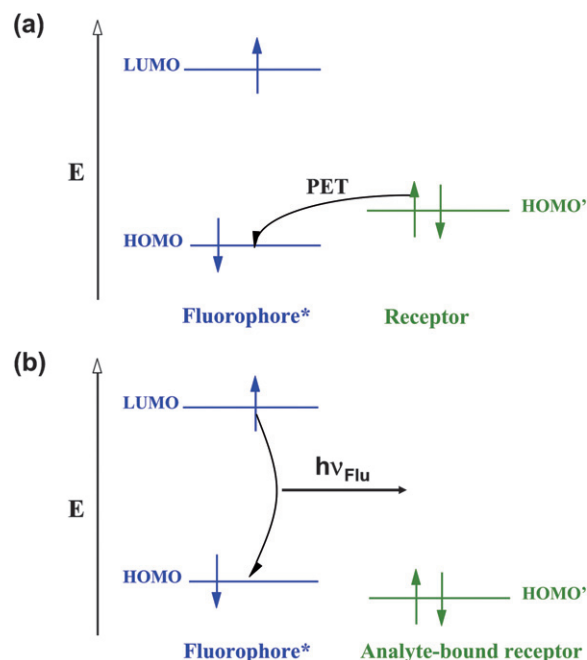 (a)
LUMO
E
PET
HOMO'
HOMO
Fluorophore* Receptor
(b)
LUMO
hνFlu
E
HOMO
HOMO'
Fluorophore* Analyte-bound receptor